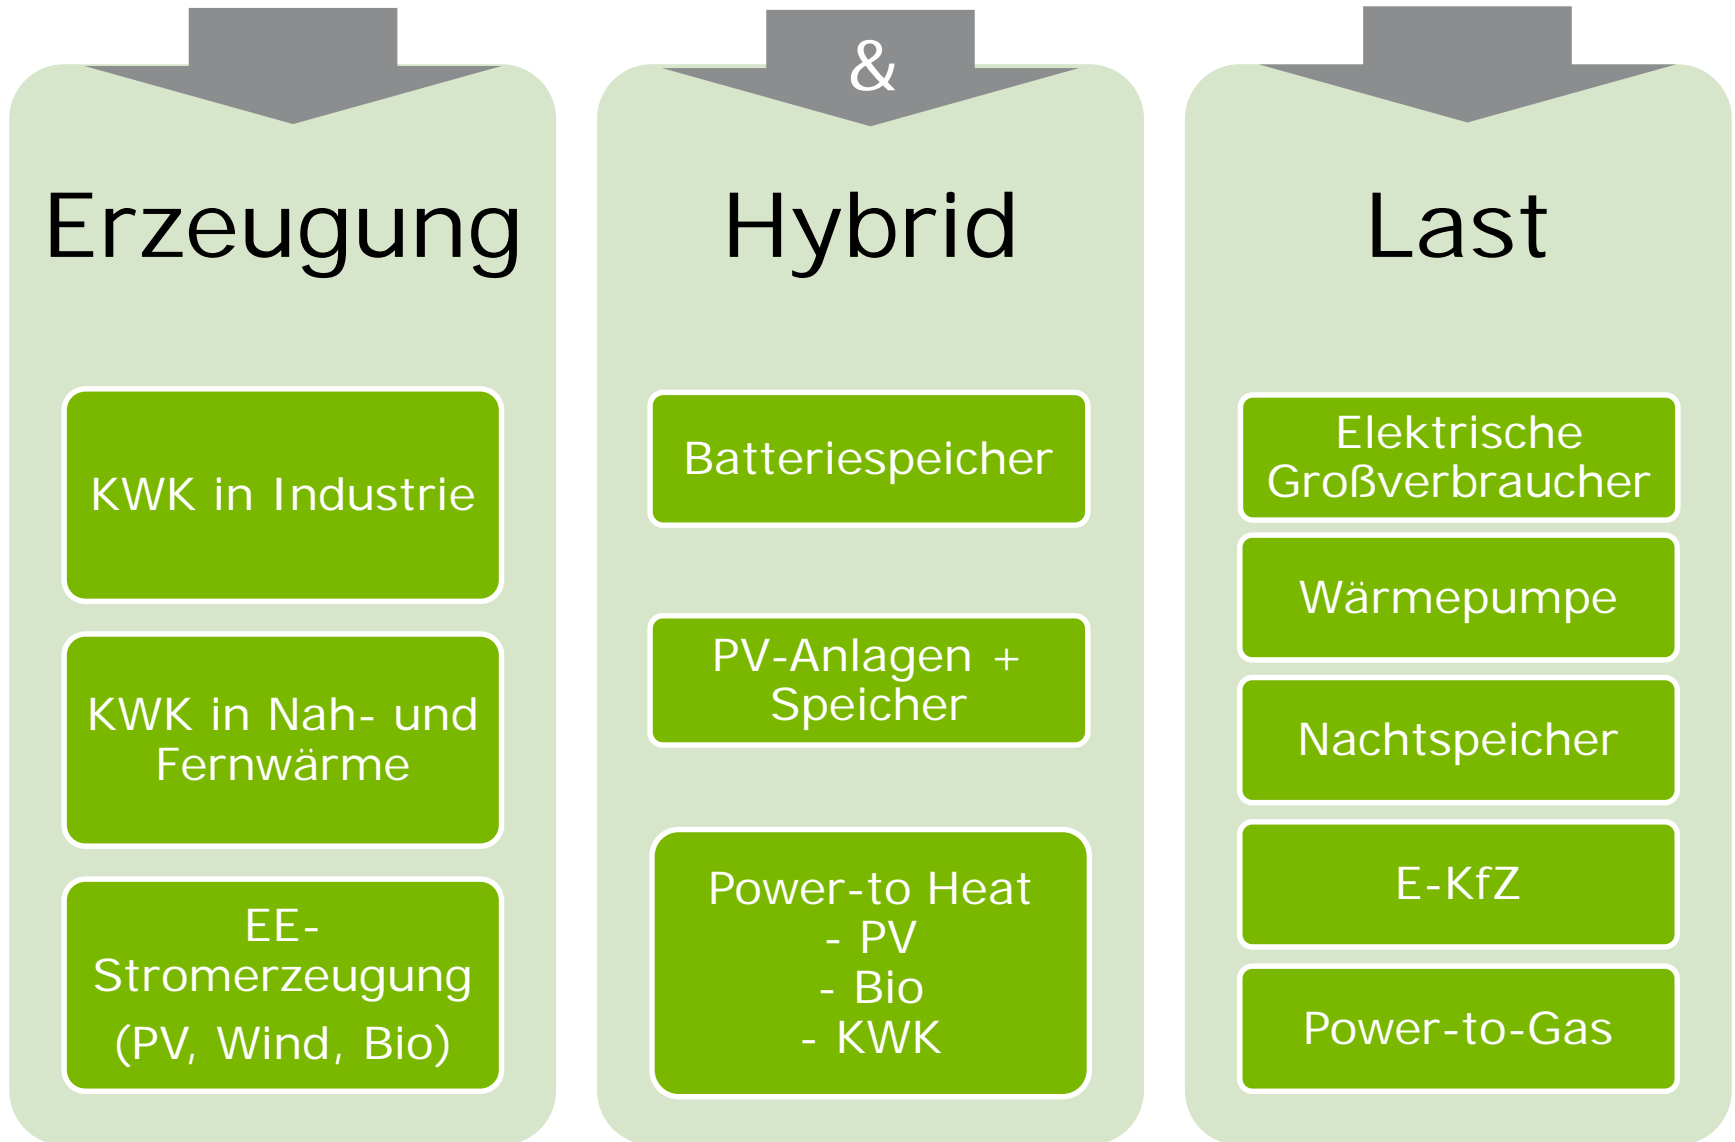 &
Erzeugung
KWK in Industrie
KWK in Nah- und
Fernwärme
EE-
Stromerzeugung
(PV, Wind, Bio)
Hybrid
Batteriespeicher
PV-Anlagen +
Speicher
Power-to Heat
- PV
- Bio
- KWK
Last
Elektrische
Großverbraucher
Wärmepumpe
Nachtspeicher
E-KfZ
Power-to-Gas